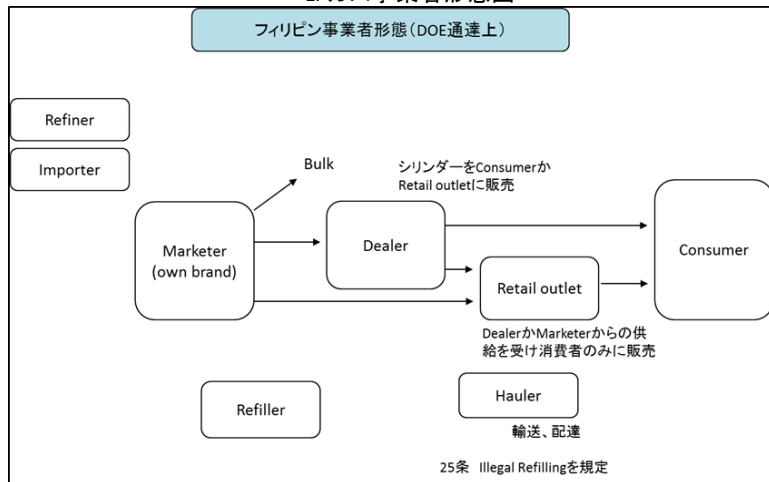 フィリピン事業者形態（DOE通達上）
Refiner
Importer
Bulk
シリンダーをConsumerか
Retail outletに販売
Marketer
(own brand)
Dealer
Consumer
Retail outlet
DealerかMarketerからの供
給を受け消費者のみに販売
Refiller
Hauler
輸送、配達
25条 Illegal Refillingを規定